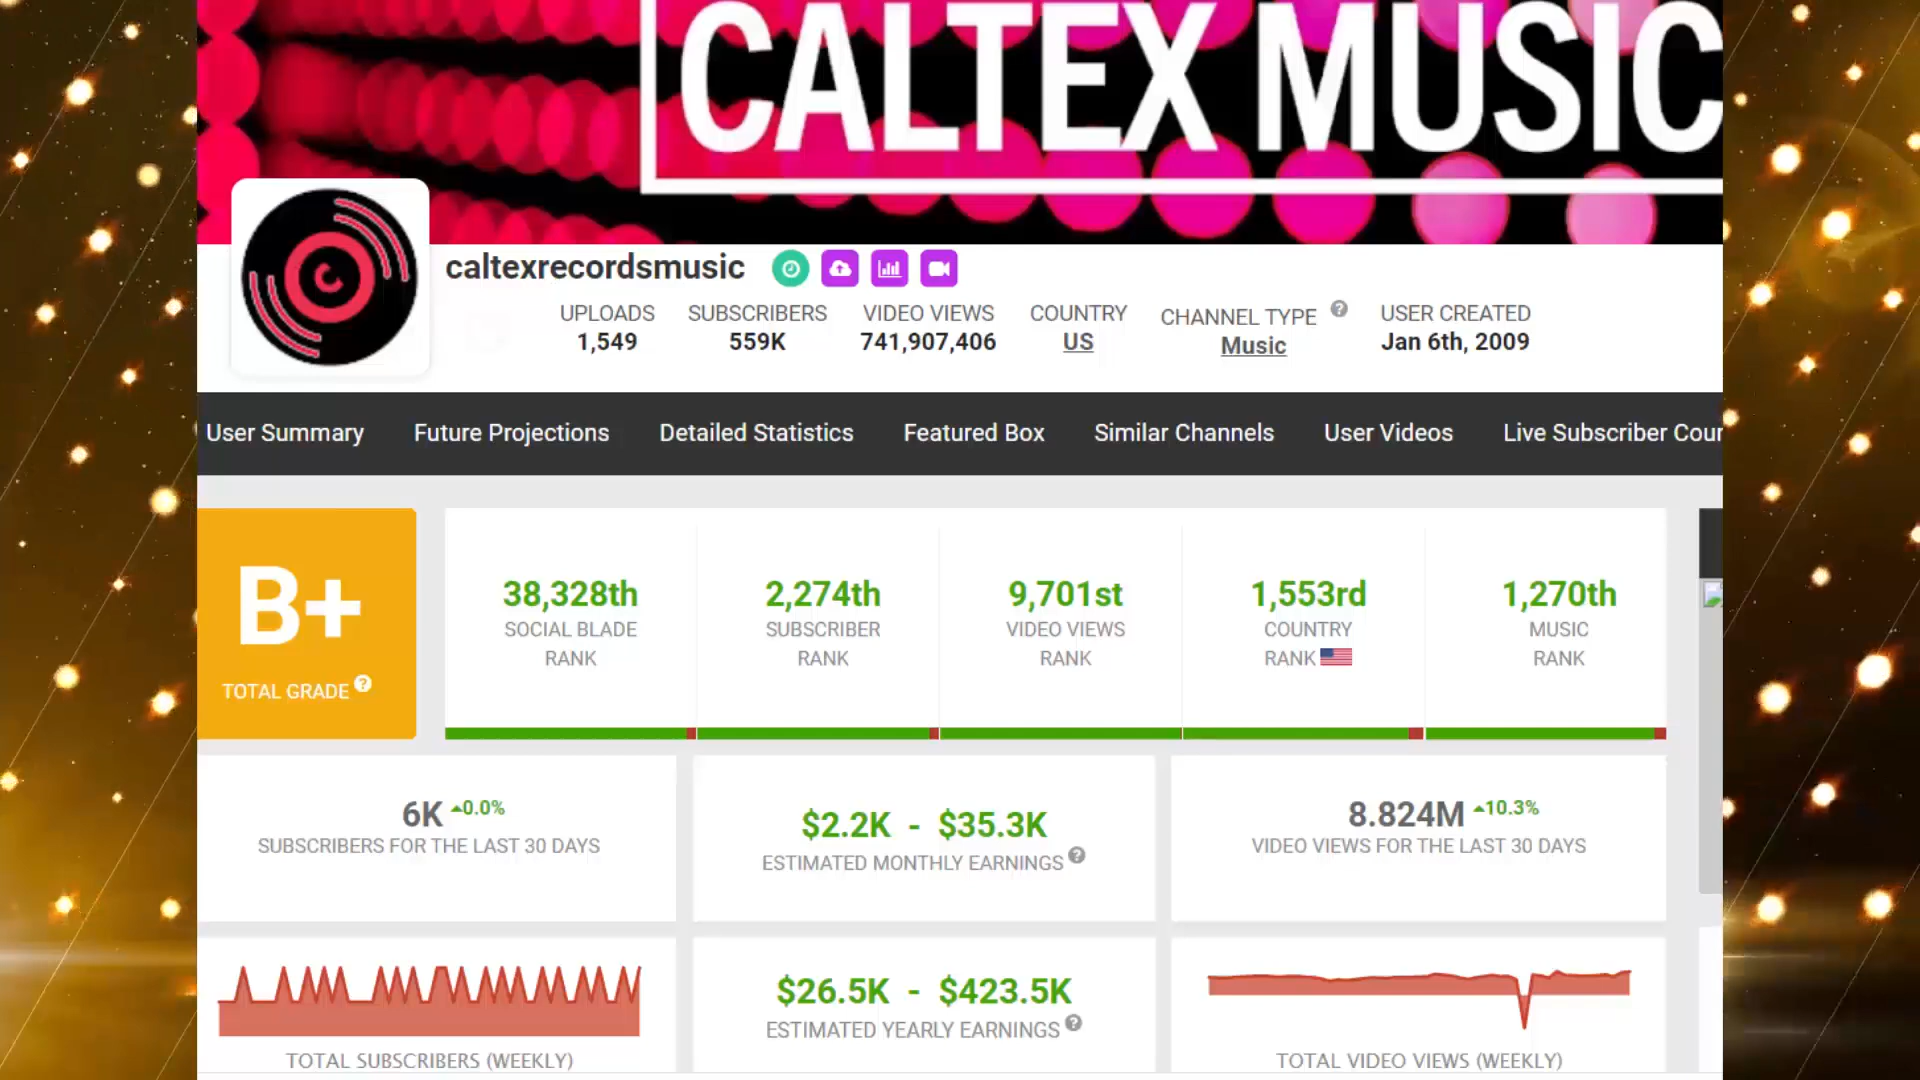 CALTEX MUSIC
caltexrecordsmusic
UPLOADS SUBSCRIBERS VIDEO VIEWS COUNTRY CHANNEL TYPE ? USER CREATED
1,549 559K 741,907,406 US Music Jan 6th, 2009
User Summary Future Projections Detailed Statistics Featured Box Similar Channels User Videos Live Subscriber Coun
B+
TOTAL GRADE ?
38,328th 2,274th 9,701st 1,553rd 1,270th
SOCIAL BLADE SUBSCRIBER VIDEO VIEWS COUNTRY MUSIC
RANK RANK RANK RANK RANK
6K 0.0%
SUBSCRIBERS FOR THE LAST 30 DAYS
$2.2K - $35.3K
ESTIMATED MONTHLY EARNINGS ?
8.824M 10.3%
VIDEO VIEWS FOR THE LAST 30 DAYS
TOTAL SUBSCRIBERS (WEEKLY)
$26.5K - $423.5K
ESTIMATED YEARLY EARNINGS ?
TOTAL VIDEO VIEWS (WEEKLY)